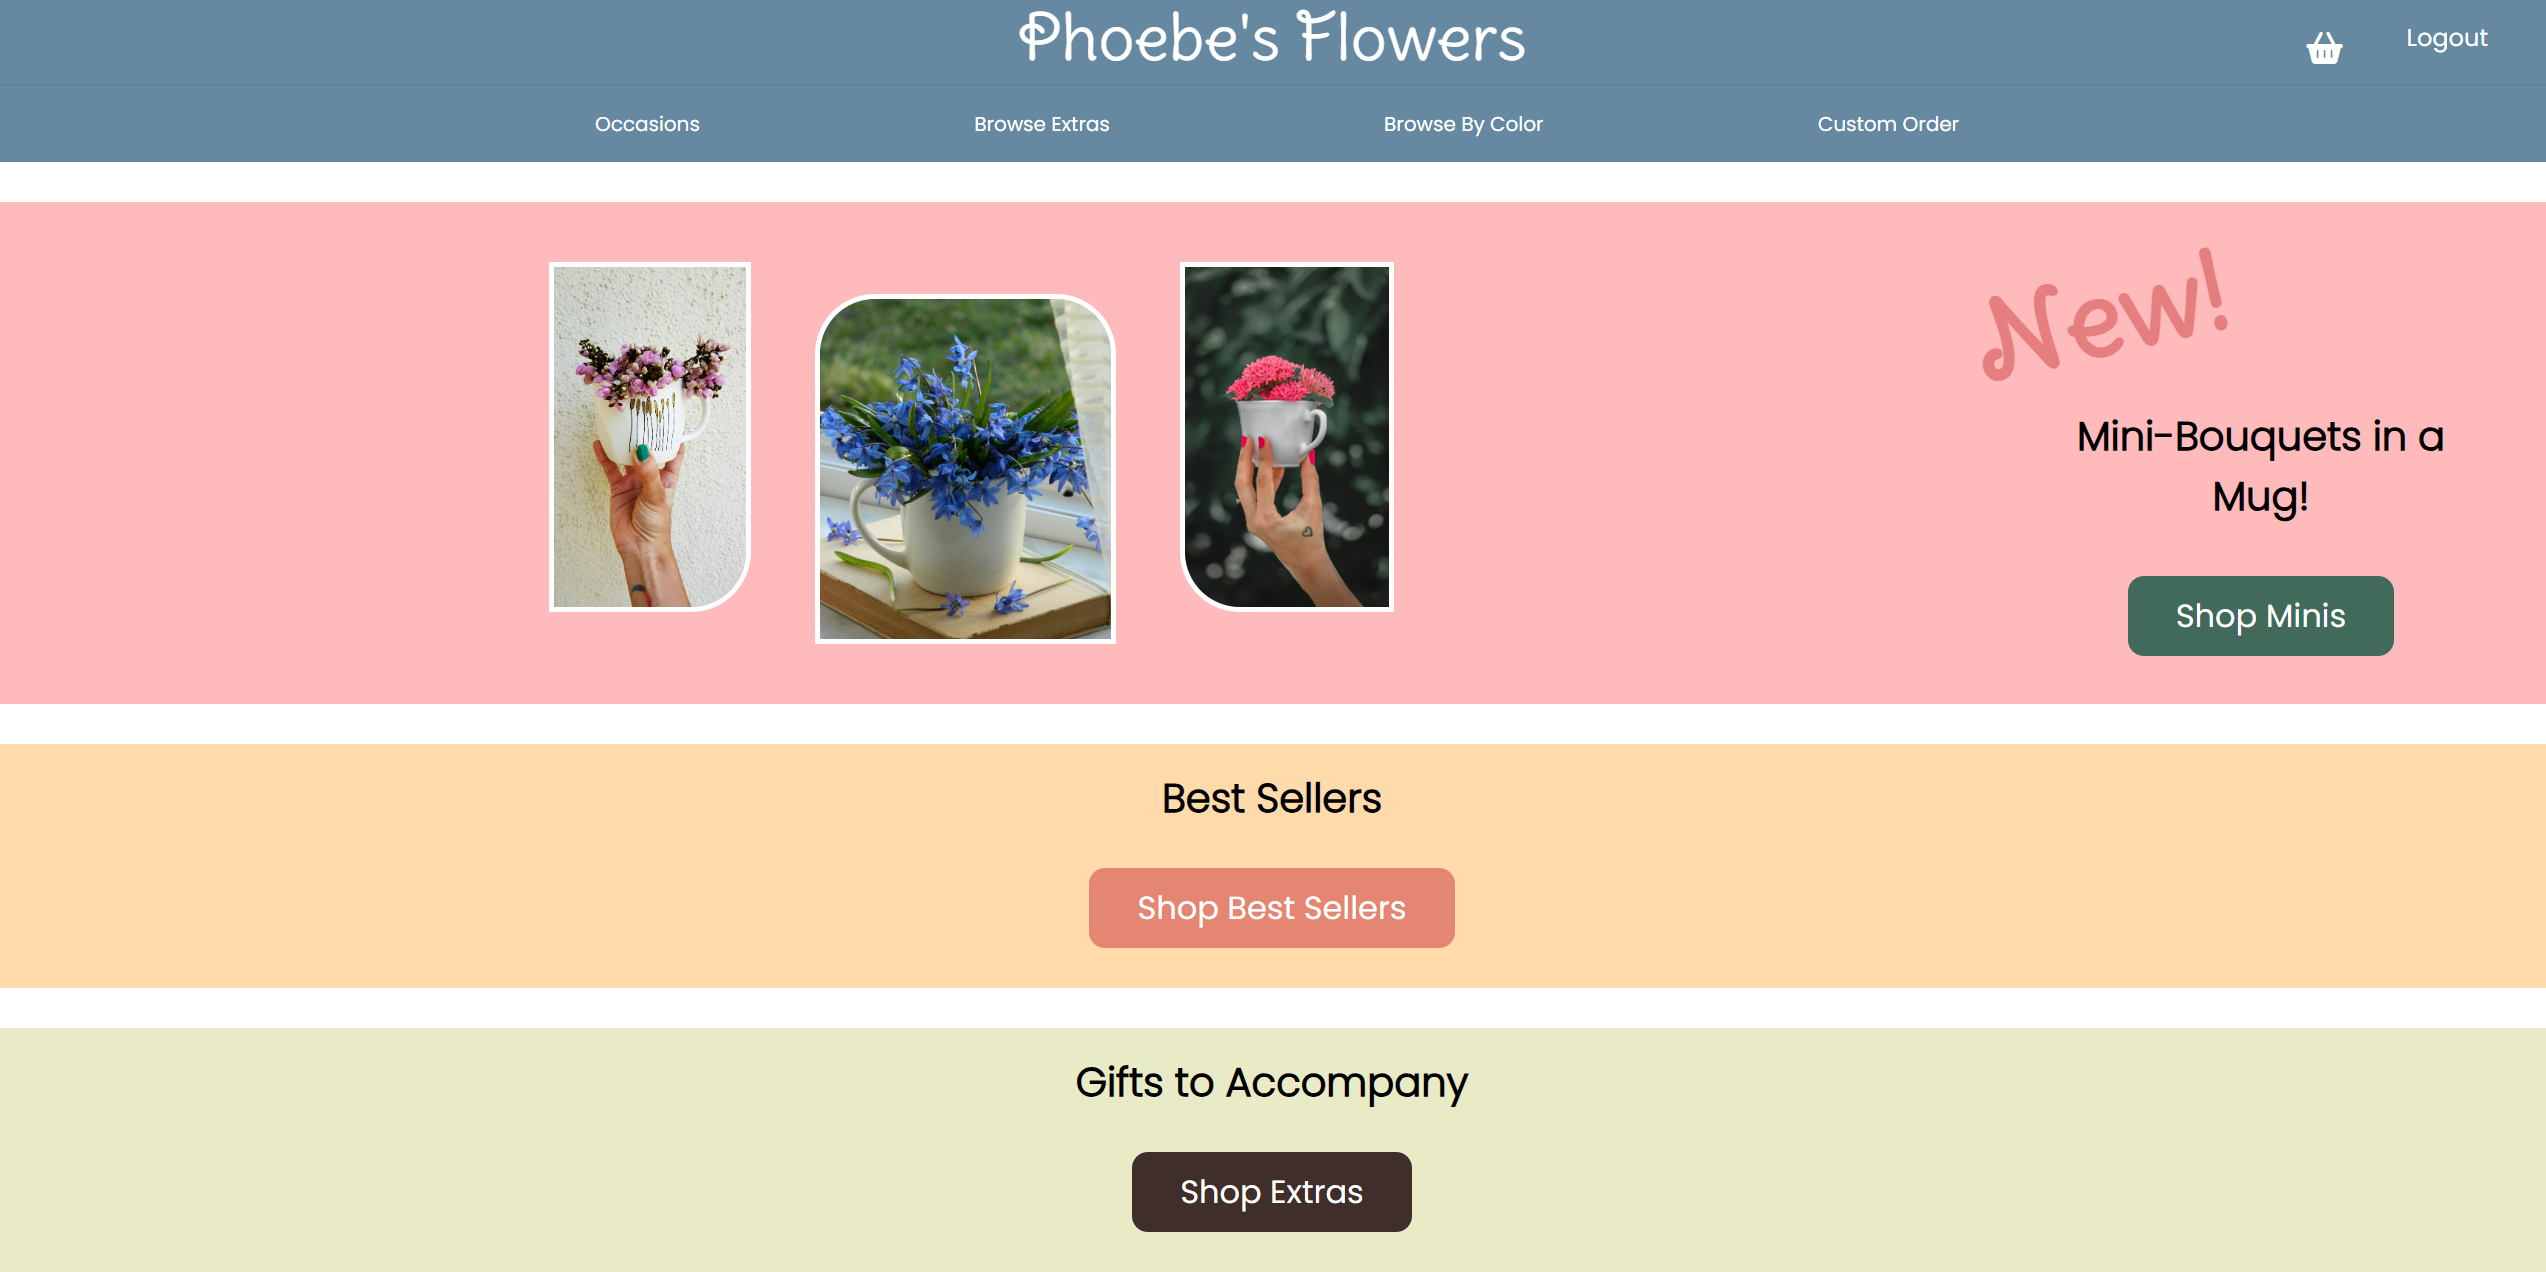 Phoebe's Flowers
Logout
Occasions
Browse Extras
Browse By Color
Custom Order
New!
Mini-Bouquets in a
Mug!
Shop Minis
Best Sellers
Shop Best Sellers
Gifts to Accompany
Shop Extras